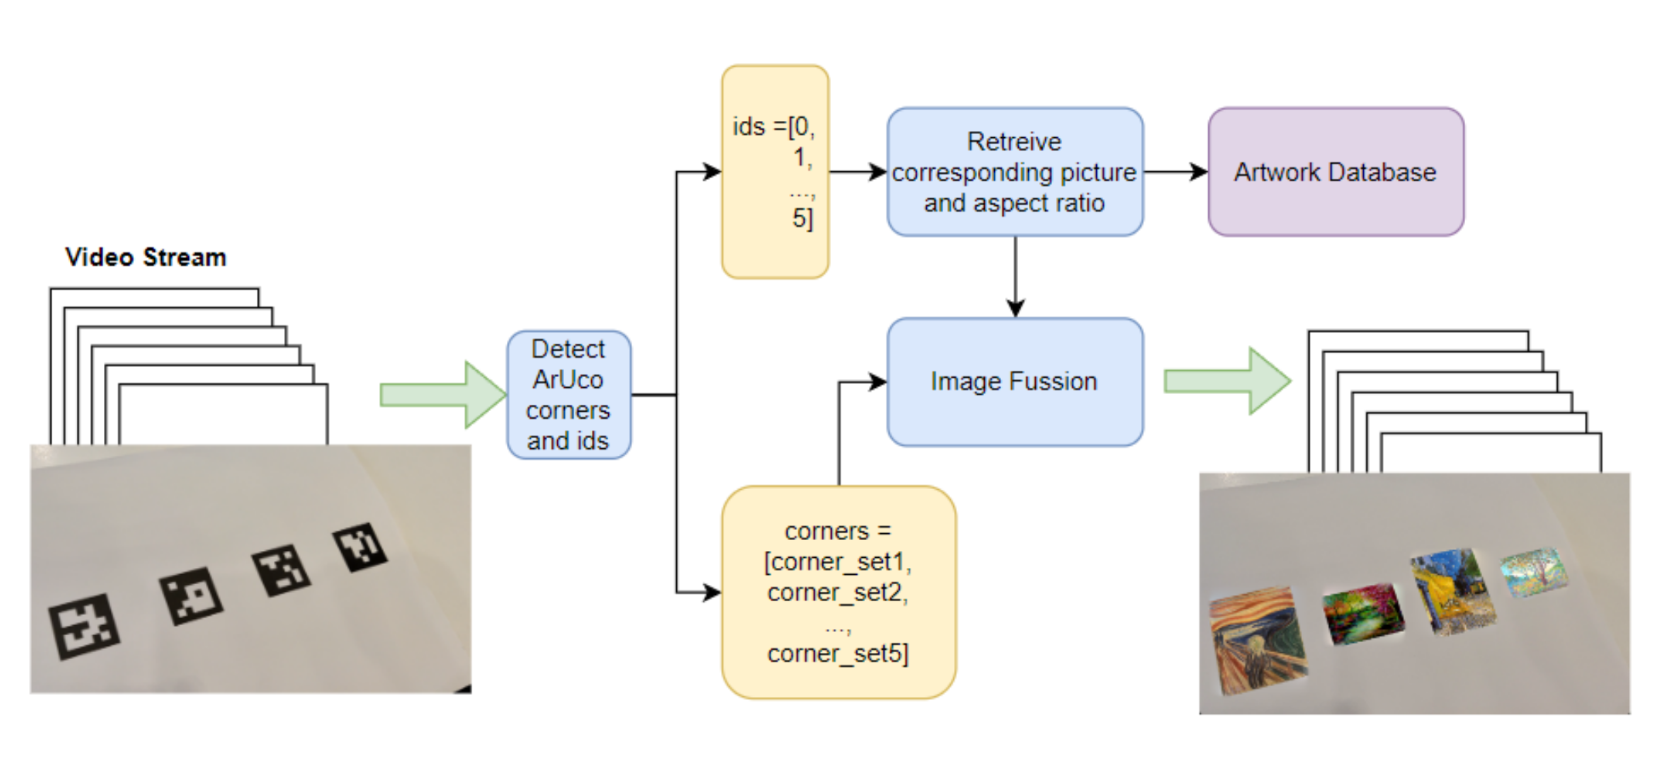 Video Stream
Detect
ArUco
corners
and ids
ids =[0,
1,
...,
5]
Retreive
corresponding picture
and aspect ratio
Artwork Database
Image Fussion
corners =
[corner_set1,
corner_set2,
...,
corner_set5]